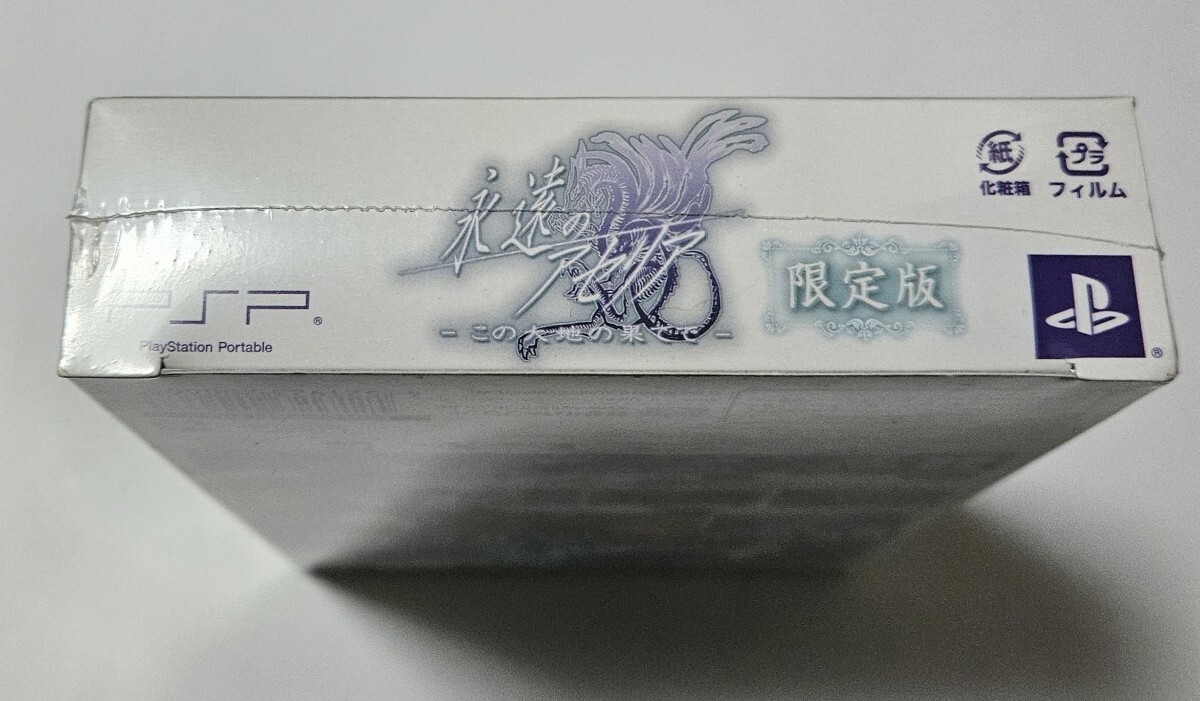 紙
化粧箱
プラ
フィルム
永遠の
アセリア
-この大地の果てで-
限定版
PSP®
PlayStation Portable
®